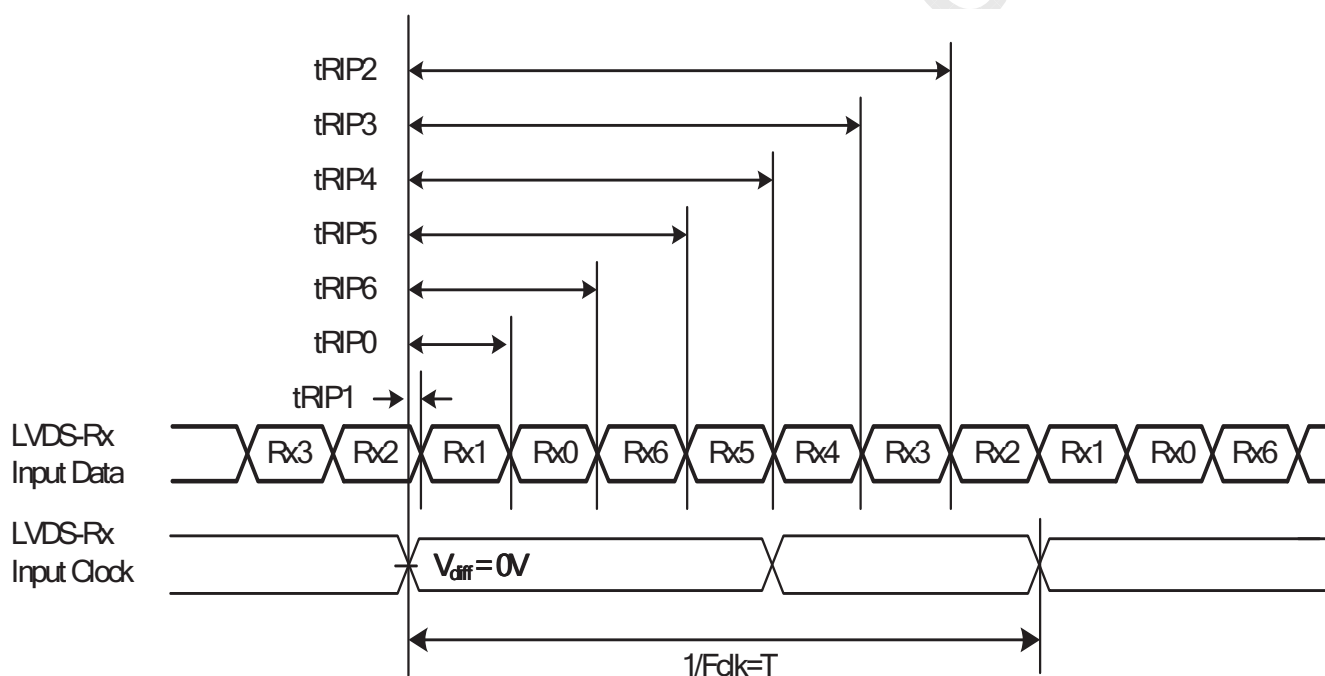 tRIP2
tRIP3
tRIP4
tRIP5
tRIP6
tRIP0
tRIP1
LVDS-Rx
Input Data
Rx3 Rx2 Rx1 Rx0 Rx6 Rx5 Rx4 Rx3 Rx2 Rx1 Rx0 Rx6
LVDS-Rx
Input Clock
Vdiff = 0V
1/Fclk=T